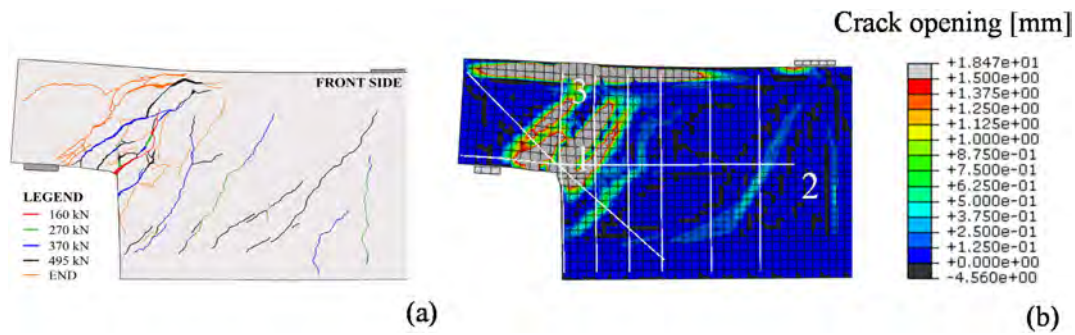 Crack opening [mm]
FRONT SIDE
LEGEND
160 kN
270 kN
370 kN
495 kN
END
(a)
3
1
2
(b)
+1.847e+01
+1.500e+00
+1.375e+00
+1.250e+00
+1.125e+00
+1.000e+00
+8.750e-01
+7.500e-01
+6.250e-01
+5.000e-01
+3.750e-01
+2.500e-01
+1.250e-01
+0.000e+00
-4.560e+00